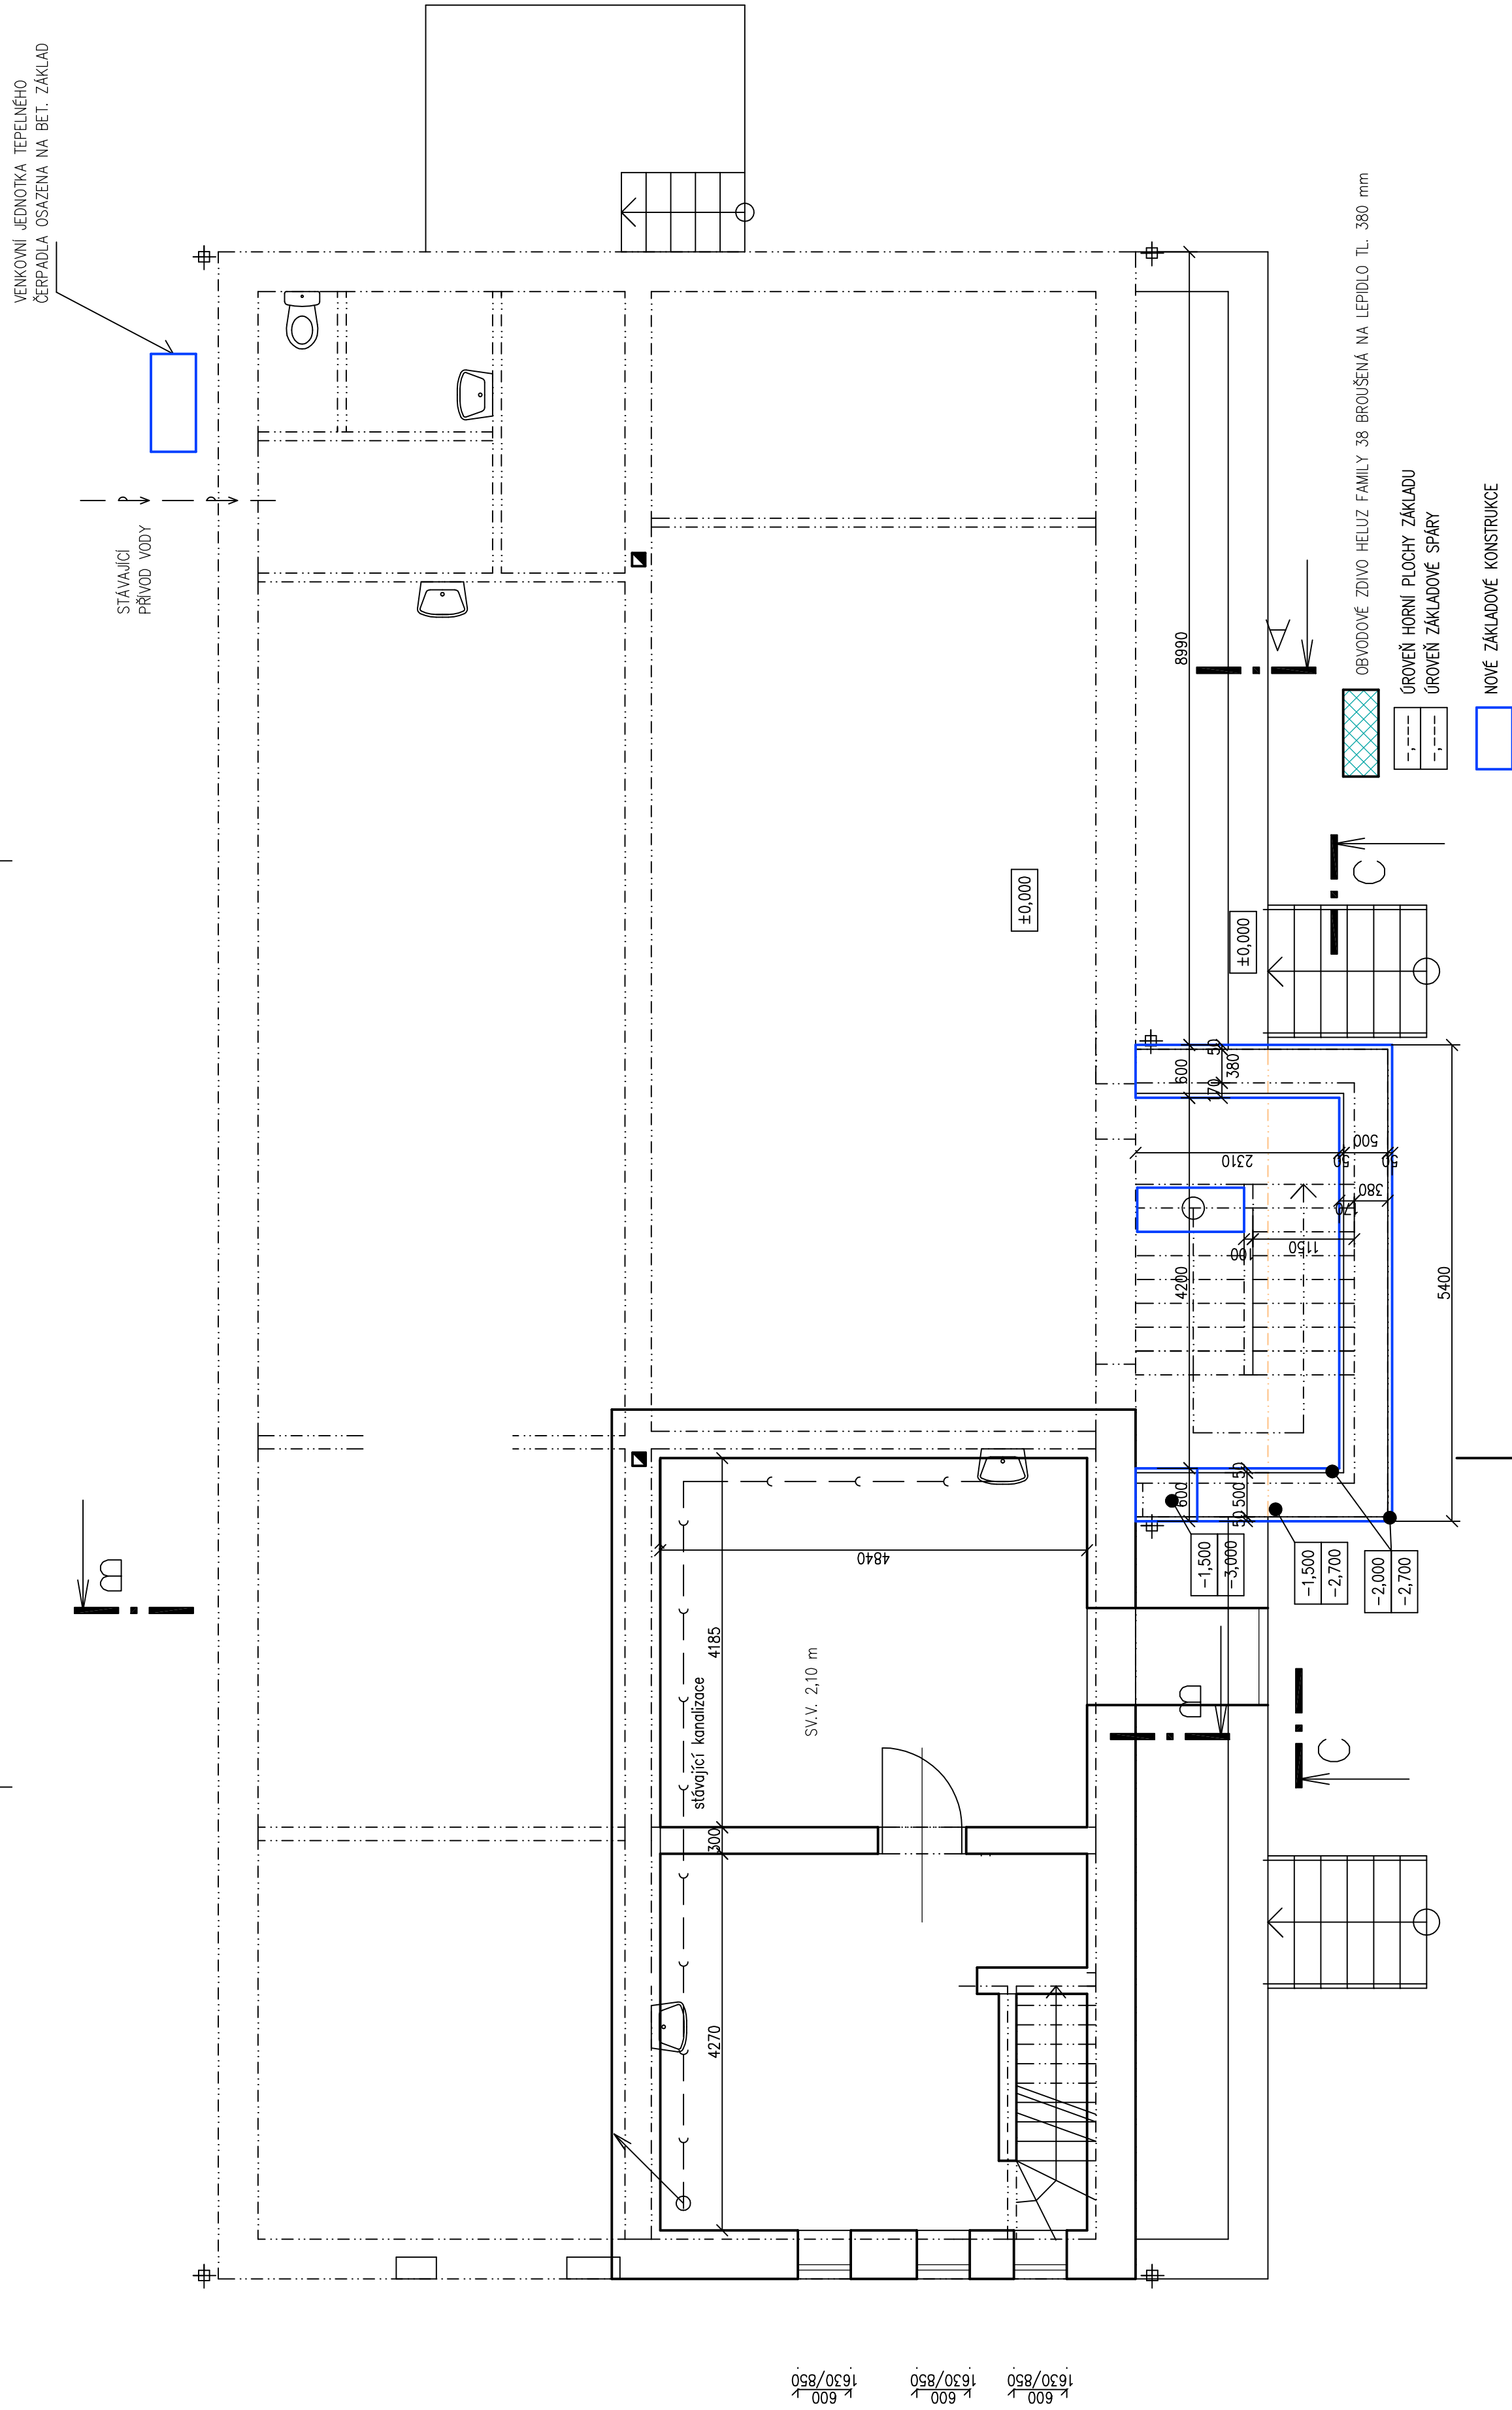 VENKOVNÍ JEDNOTKA TEPELNÉHO
ČERPADLA OSAZENA NA BET. ZÁKLAD
STÁVAJÍCÍ
PŘÍVOD VODY
B
stávající kanalizace
SV.V. 2,10 m
4270
300
4185
4840
±0,000
±0,000
8990
A
600
50
380
170
2310
50
500
50
380
170
1150
100
4200
5400
600
50
500
50
-1,500
-3,000
-1,500
-2,700
-2,000
-2,700
B
C
C
OBVODOVÉ ZDIVO HELUZ FAMILY 38 BROUŠENÁ NA LEPIDLO TL. 380 mm
-,---
-,---
ÚROVEŇ HORNÍ PLOCHY ZÁKLADU
ÚROVEŇ ZÁKLADOVÉ SPÁRY
NOVÉ ZÁKLADOVÉ KONSTRUKCE
600
1630/850
600
1630/850
600
1630/850